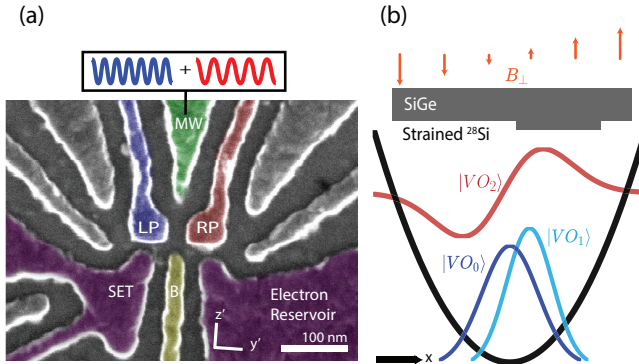 (a)
+
MW
LP
RP
SET
B
Electron
Reservoir
z'
y'
100 nm
(b)
B⊥
SiGe
Strained ²⁸Si
|VO₂⟩
|VO₁⟩
|VO₀⟩
x